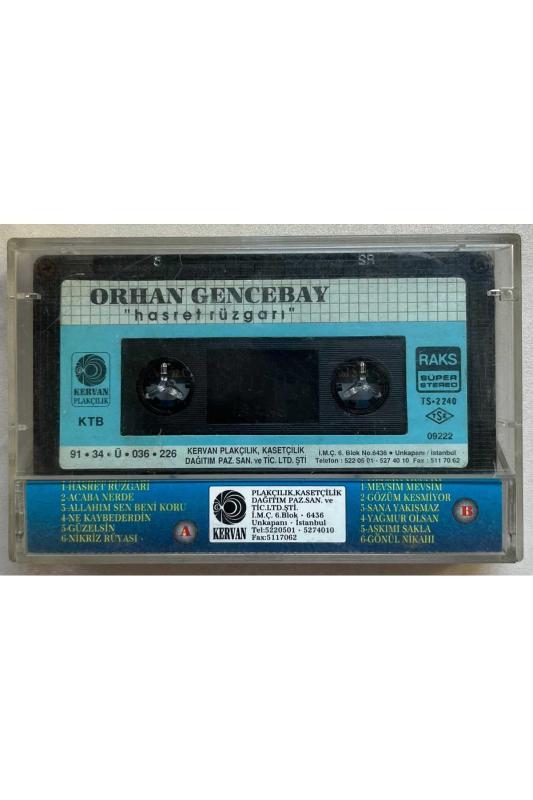 ORHAN GENCEBAY
"hasret rüzgarı"
KERVAN
PLAKÇILIK
KTB
RAKS
SÜPER
STEREO
TS-2240
TSE
09222
91 • 34 • Ü • 036 • 226
KERVAN PLAKÇILIK, KASETÇİLİK
DAĞITIM PAZ. SAN. ve TİC. LTD. ŞTİ
İ.M.Ç. 6. Blok No.6436 • Unkapanı / İstanbul
Telefon : 522 05 01 - 527 40 10 Fax : 511 70 62
1-HASRET RÜZGARI
2-ACABA NERDE
3-ALLAHIM SEN BENİ KORU
4-NE KAYBEDERDİN
5-GÜZELSİN
6-NİKRİZ RÜYASI
A
KERVAN
PLAKÇILIK,KASETÇİLİK
DAĞITIM PAZ.SAN. ve
TİC.LTD.ŞTİ.
İ.M.Ç. 6.Blok - 6436
Unkapanı - İstanbul
Tel:5220501 - 5274010
Fax:5117062
B
1-MEVSİM MEVSİM
2-GÖZÜM KESMİYOR
3-SANA YAKIŞMAZ
4-YAĞMUR OLSAN
5-AŞKIMI SAKLA
6-GÖNÜL NİKAHI